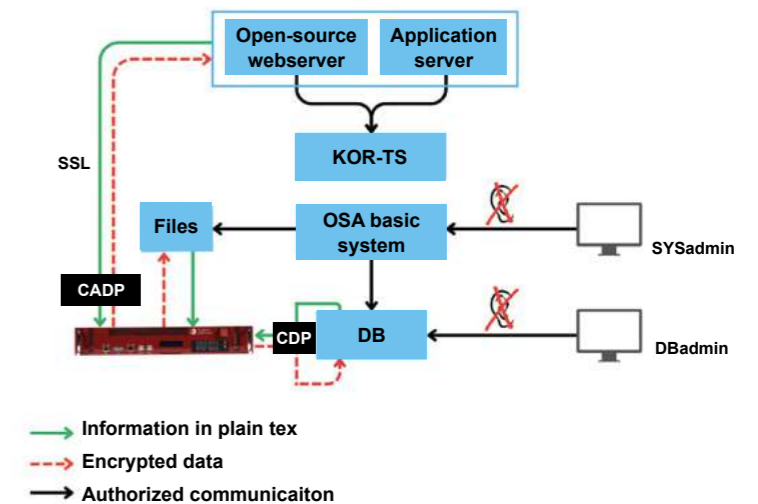 Open-source
webserver
Application
server
KOR-TS
SSL
Files
OSA basic
system
SYSadmin
CADP
CDP
DB
DBadmin
Information in plain tex
Encrypted data
Authorized communicaiton